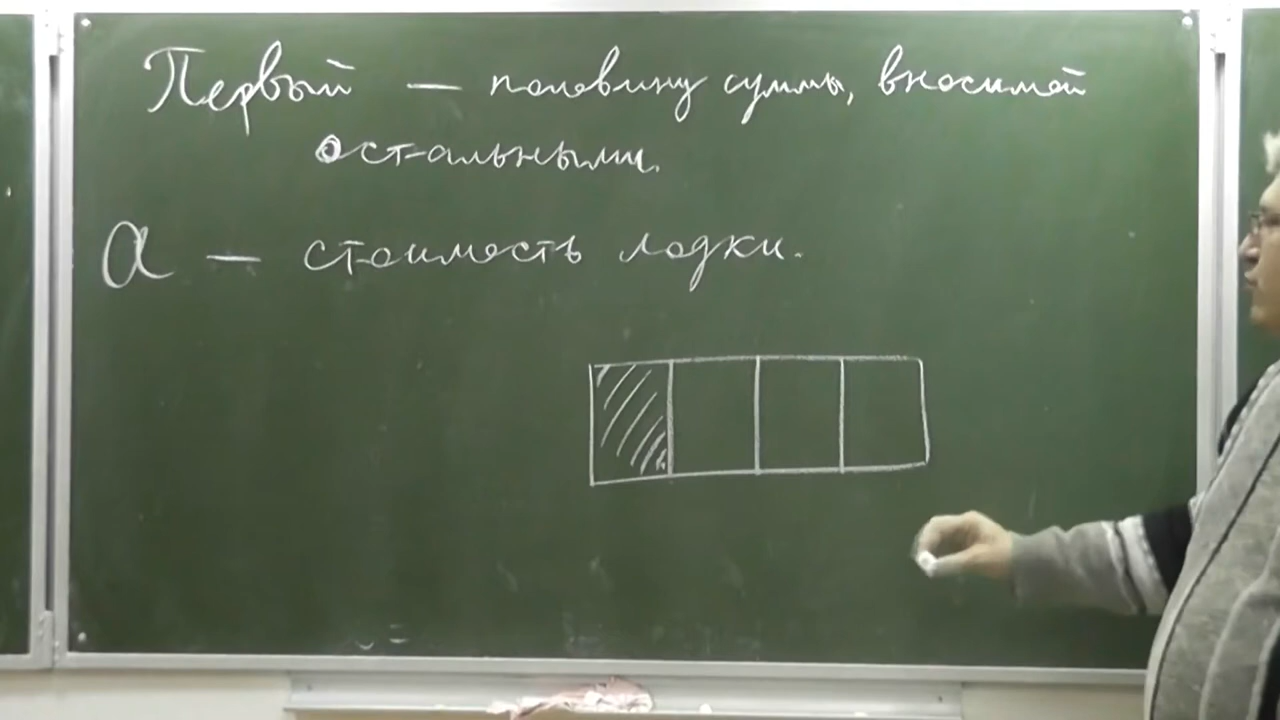 Первый — половину суммы, вносимой
остальными.
a — стоимость лодки.